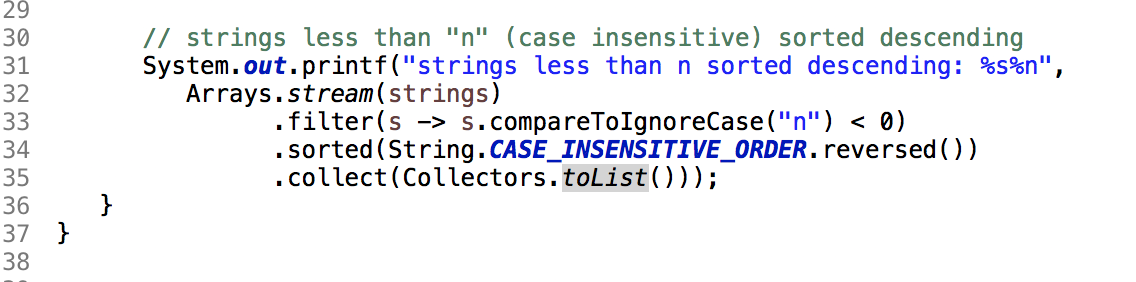 29
30 // strings less than "n" (case insensitive) sorted descending
31 System.out.printf("strings less than n sorted descending: %s%n",
32 Arrays.stream(strings)
33 .filter(s -> s.compareToIgnoreCase("n") < 0)
34 .sorted(String.CASE_INSENSITIVE_ORDER.reversed())
35 .collect(Collectors.toList()));
36 }
37 }
38